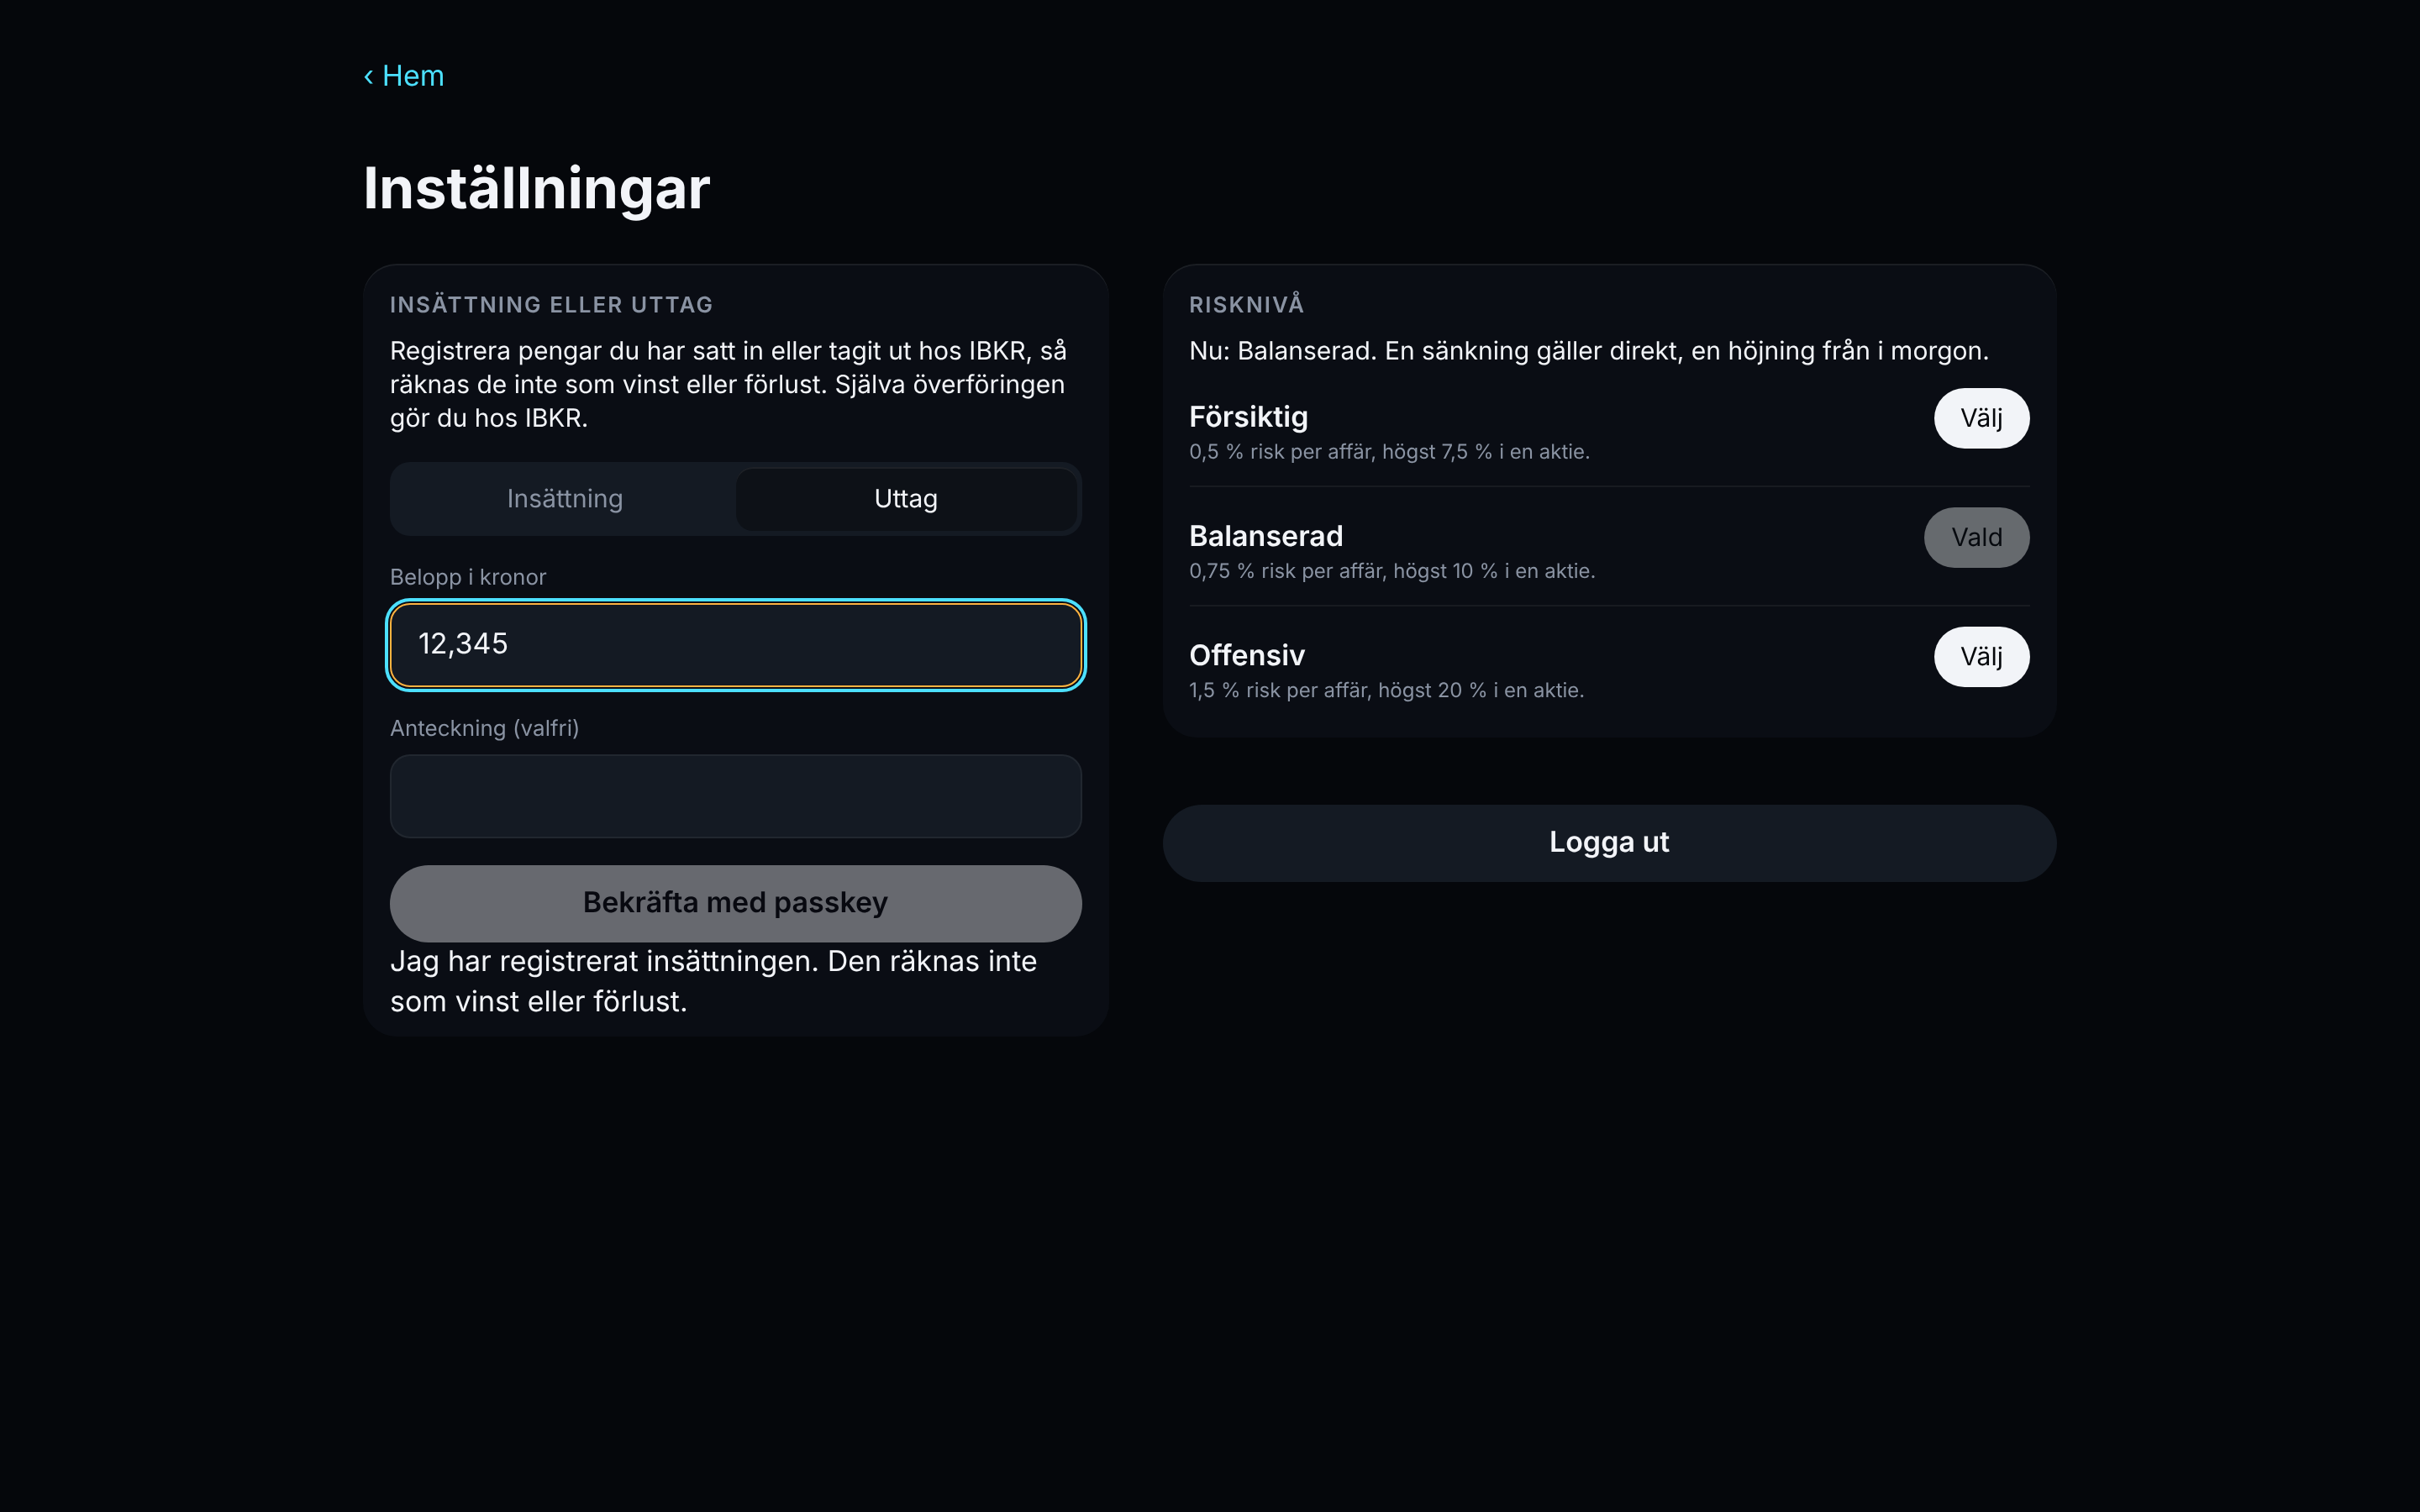 ‹ Hem
Inställningar
INSÄTTNING ELLER UTTAG
Registrera pengar du har satt in eller tagit ut hos IBKR, så
räknas de inte som vinst eller förlust. Själva överföringen
gör du hos IBKR.
Insättning
Uttag
Belopp i kronor
12,345
Anteckning (valfri)
Bekräfta med passkey
Jag har registrerat insättningen. Den räknas inte
som vinst eller förlust.
RISKNIVÅ
Nu: Balanserad. En sänkning gäller direkt, en höjning från i morgon.
Försiktig
Välj
0,5 % risk per affär, högst 7,5 % i en aktie.
Balanserad
Vald
0,75 % risk per affär, högst 10 % i en aktie.
Offensiv
Välj
1,5 % risk per affär, högst 20 % i en aktie.
Logga ut